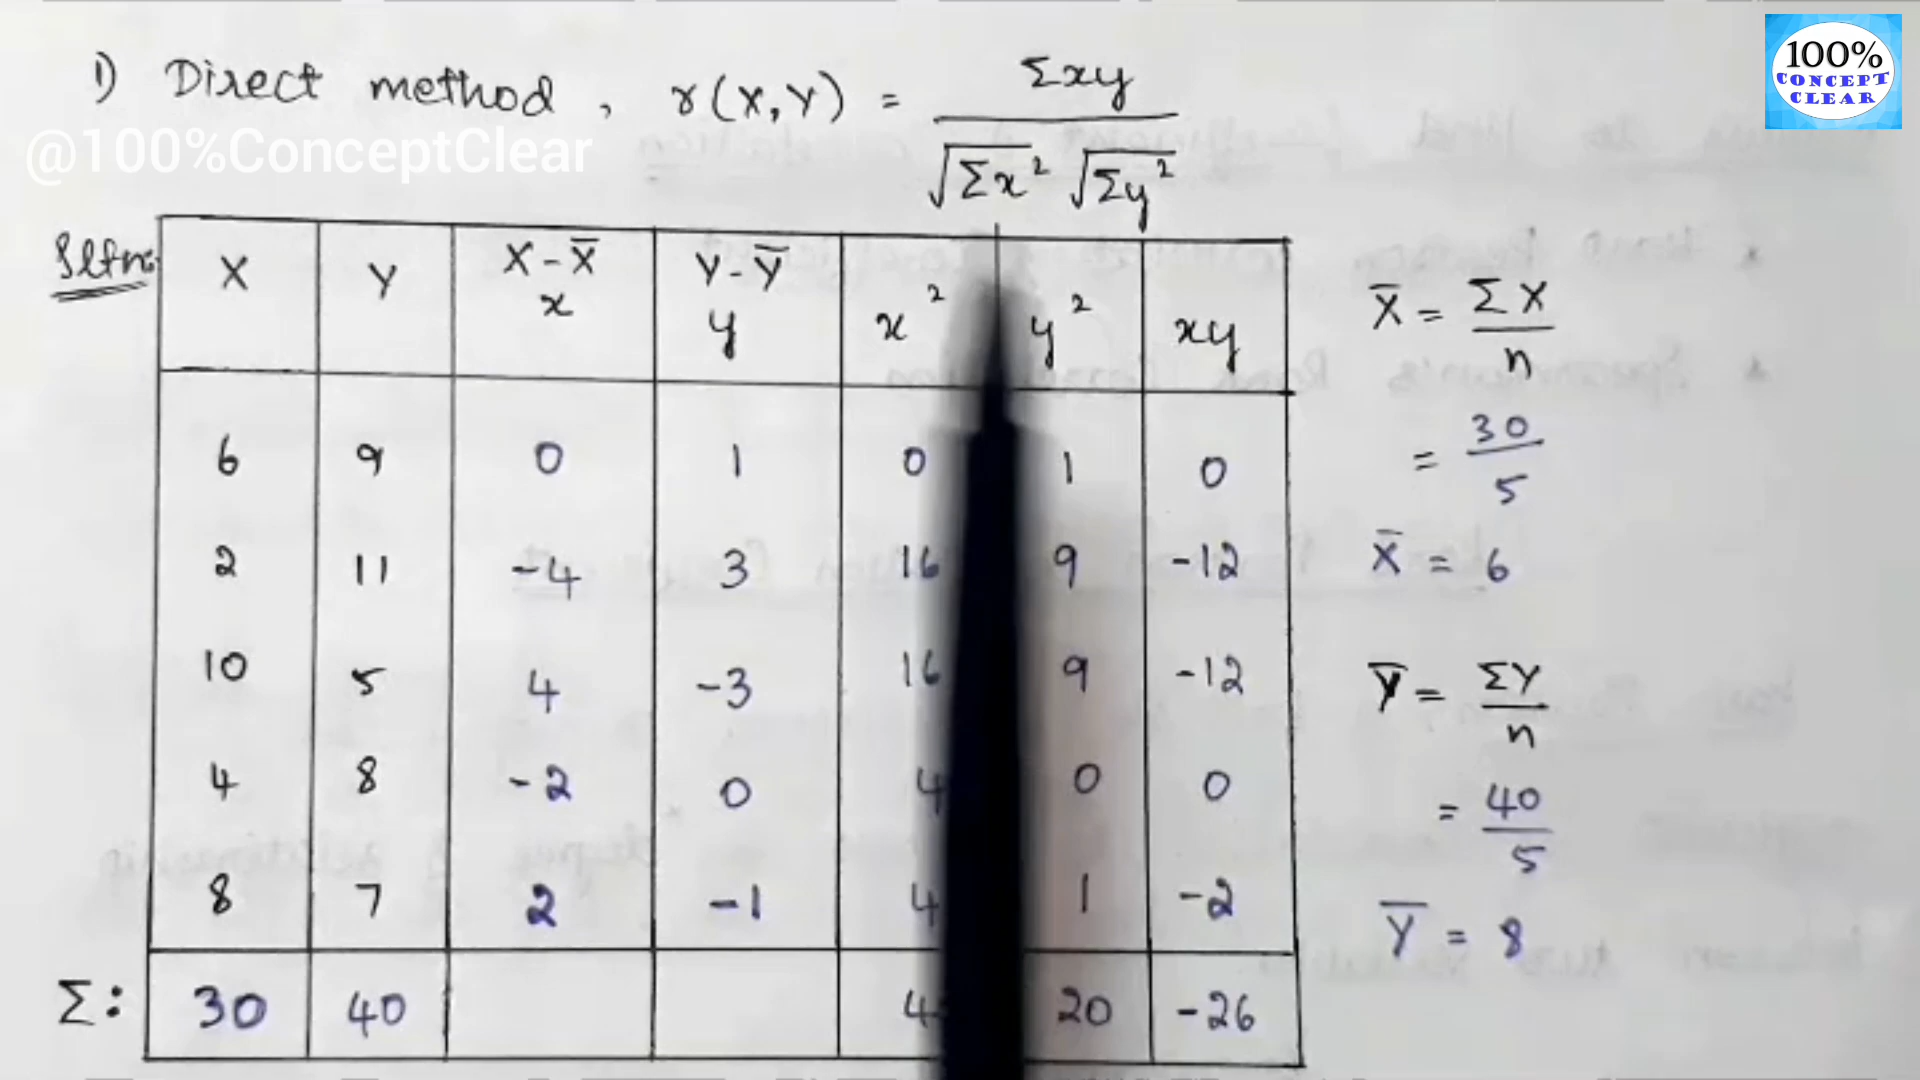 1) Direct method, r(X,Y) = Σxy / √Σx² √Σy²
100%
CONCEPT
CLEAR
@100%ConceptClear
X Y X-X̅ x Y-Y̅ y x² y² xy
6 9 0 1 0 1 0
2 11 -4 3 16 9 -12
10 5 4 -3 16 9 -12
4 8 -2 0 4 0 0
8 7 2 -1 4 1 -2
Σ: 30 40 20 -26
X̅ = ΣX / n
= 30 / 5
X̅ = 6
Y̅ = ΣY / n
= 40 / 5
Y̅ = 8